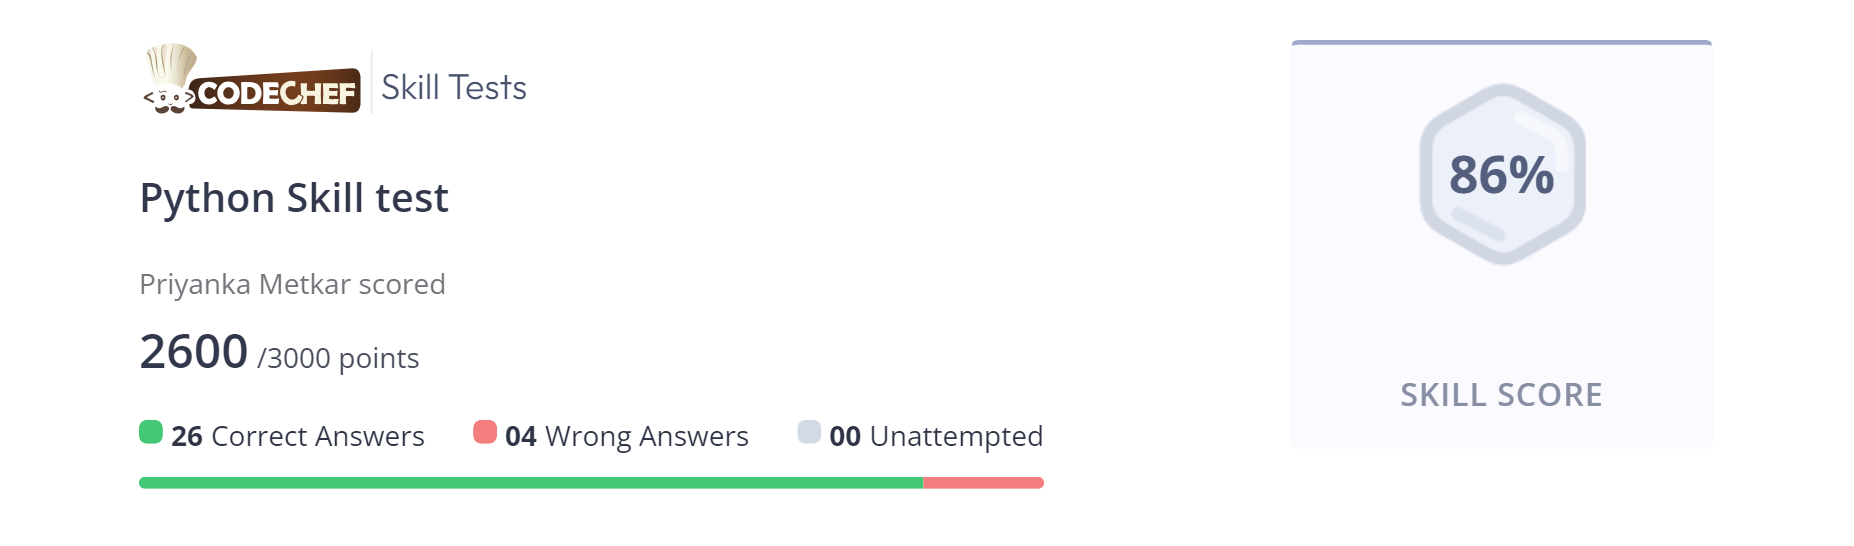 CODECHEF Skill Tests
Python Skill test
Priyanka Metkar scored
2600 /3000 points
26 Correct Answers 04 Wrong Answers 00 Unattempted
86%
SKILL SCORE